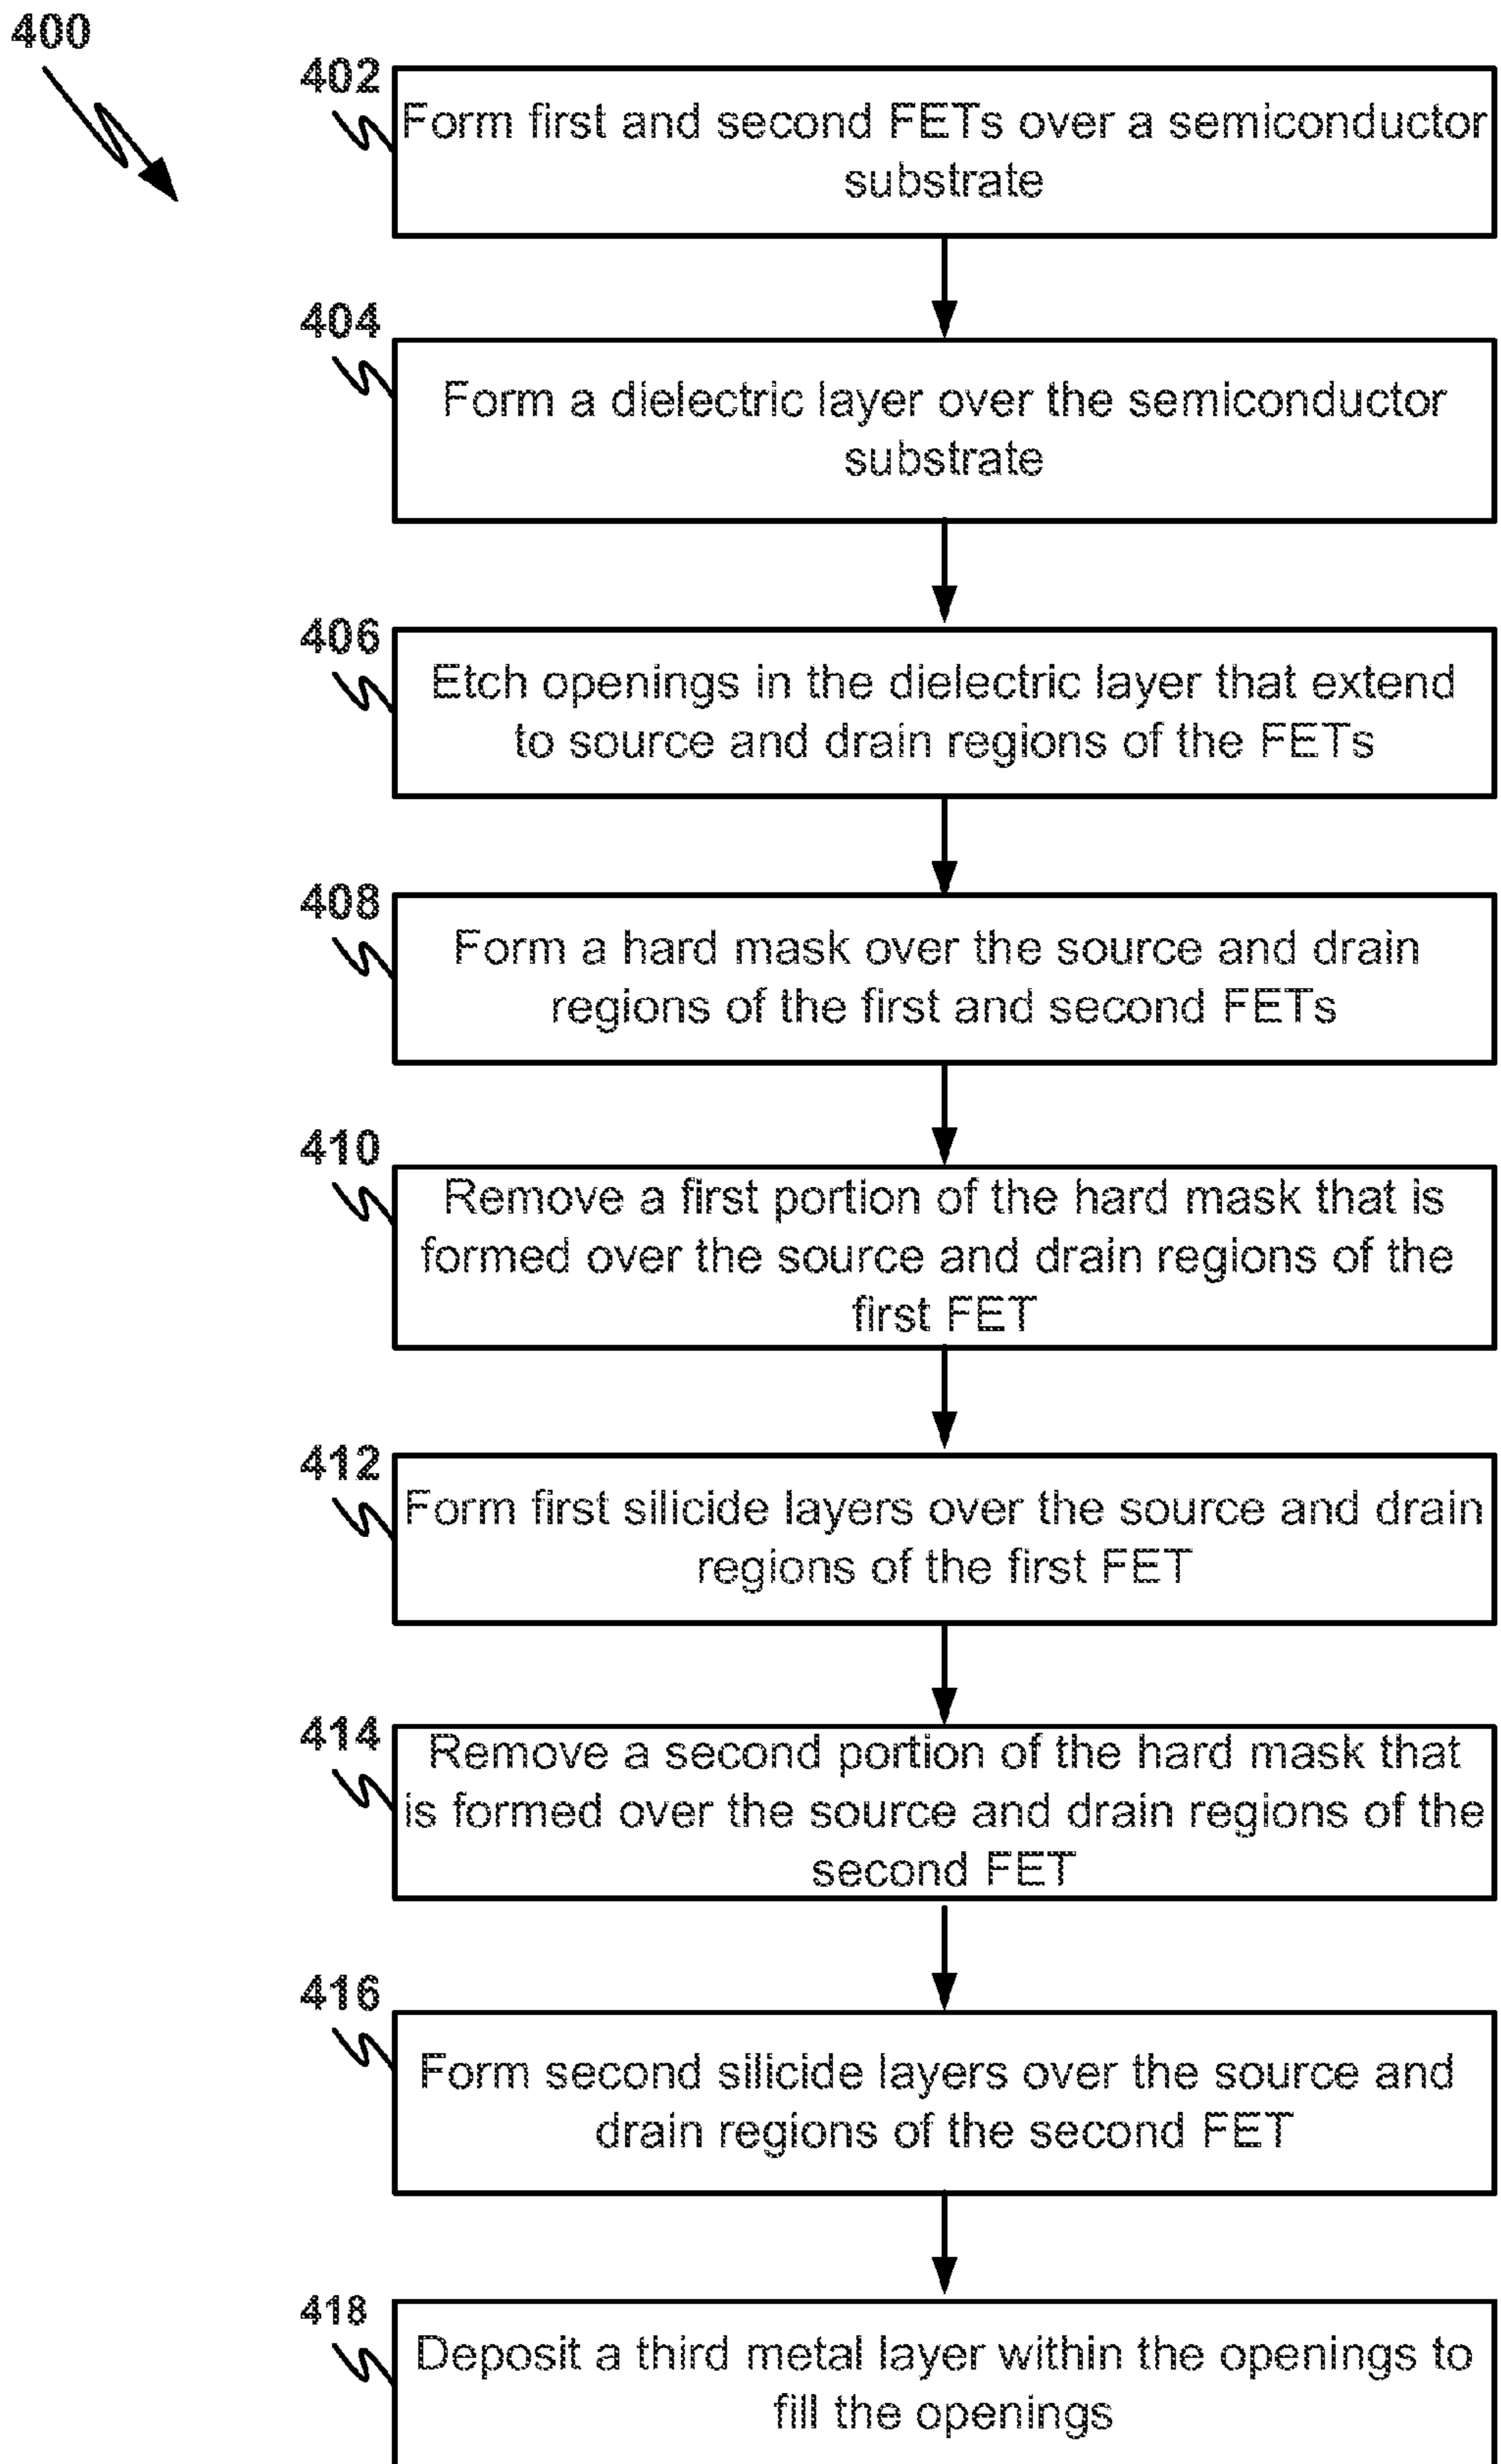 400
402
Form first and second FETs over a semiconductor
substrate
404
Form a dielectric layer over the semiconductor
substrate
406
Etch openings in the dielectric layer that extend
to source and drain regions of the FETs
408
Form a hard mask over the source and drain
regions of the first and second FETs
410
Remove a first portion of the hard mask that is
formed over the source and drain regions of the
first FET
412
Form first silicide layers over the source and drain
regions of the first FET
414
Remove a second portion of the hard mask that
is formed over the source and drain regions of the
second FET
416
Form second silicide layers over the source and
drain regions of the second FET
418
Deposit a third metal layer within the openings to
fill the openings